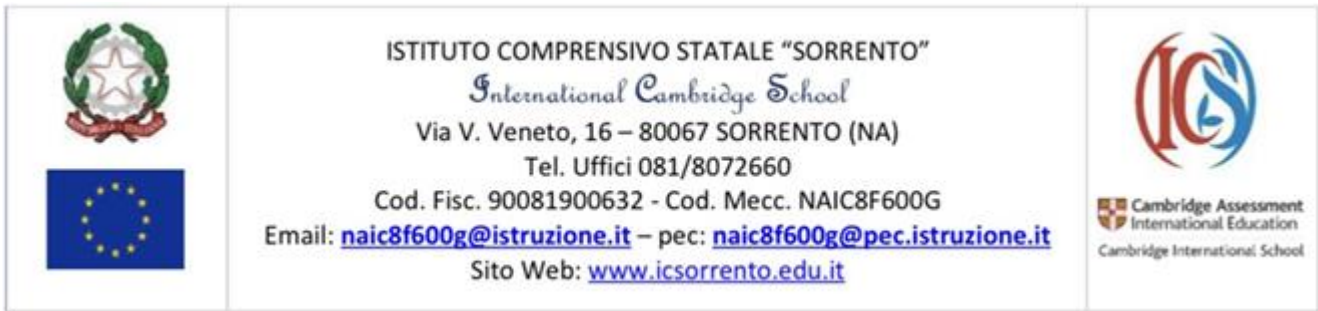 ISTITUTO COMPRENSIVO STATALE “SORRENTO”
International Cambridge School
Via V. Veneto, 16 – 80067 SORRENTO (NA)
Tel. Uffici 081/8072660
Cod. Fisc. 90081900632 - Cod. Mecc. NAIC8F600G
Email: naic8f600g@istruzione.it – pec: naic8f600g@pec.istruzione.it
Sito Web: www.icsorrento.edu.it
ICS
Cambridge Assessment
International Education
Cambridge International School